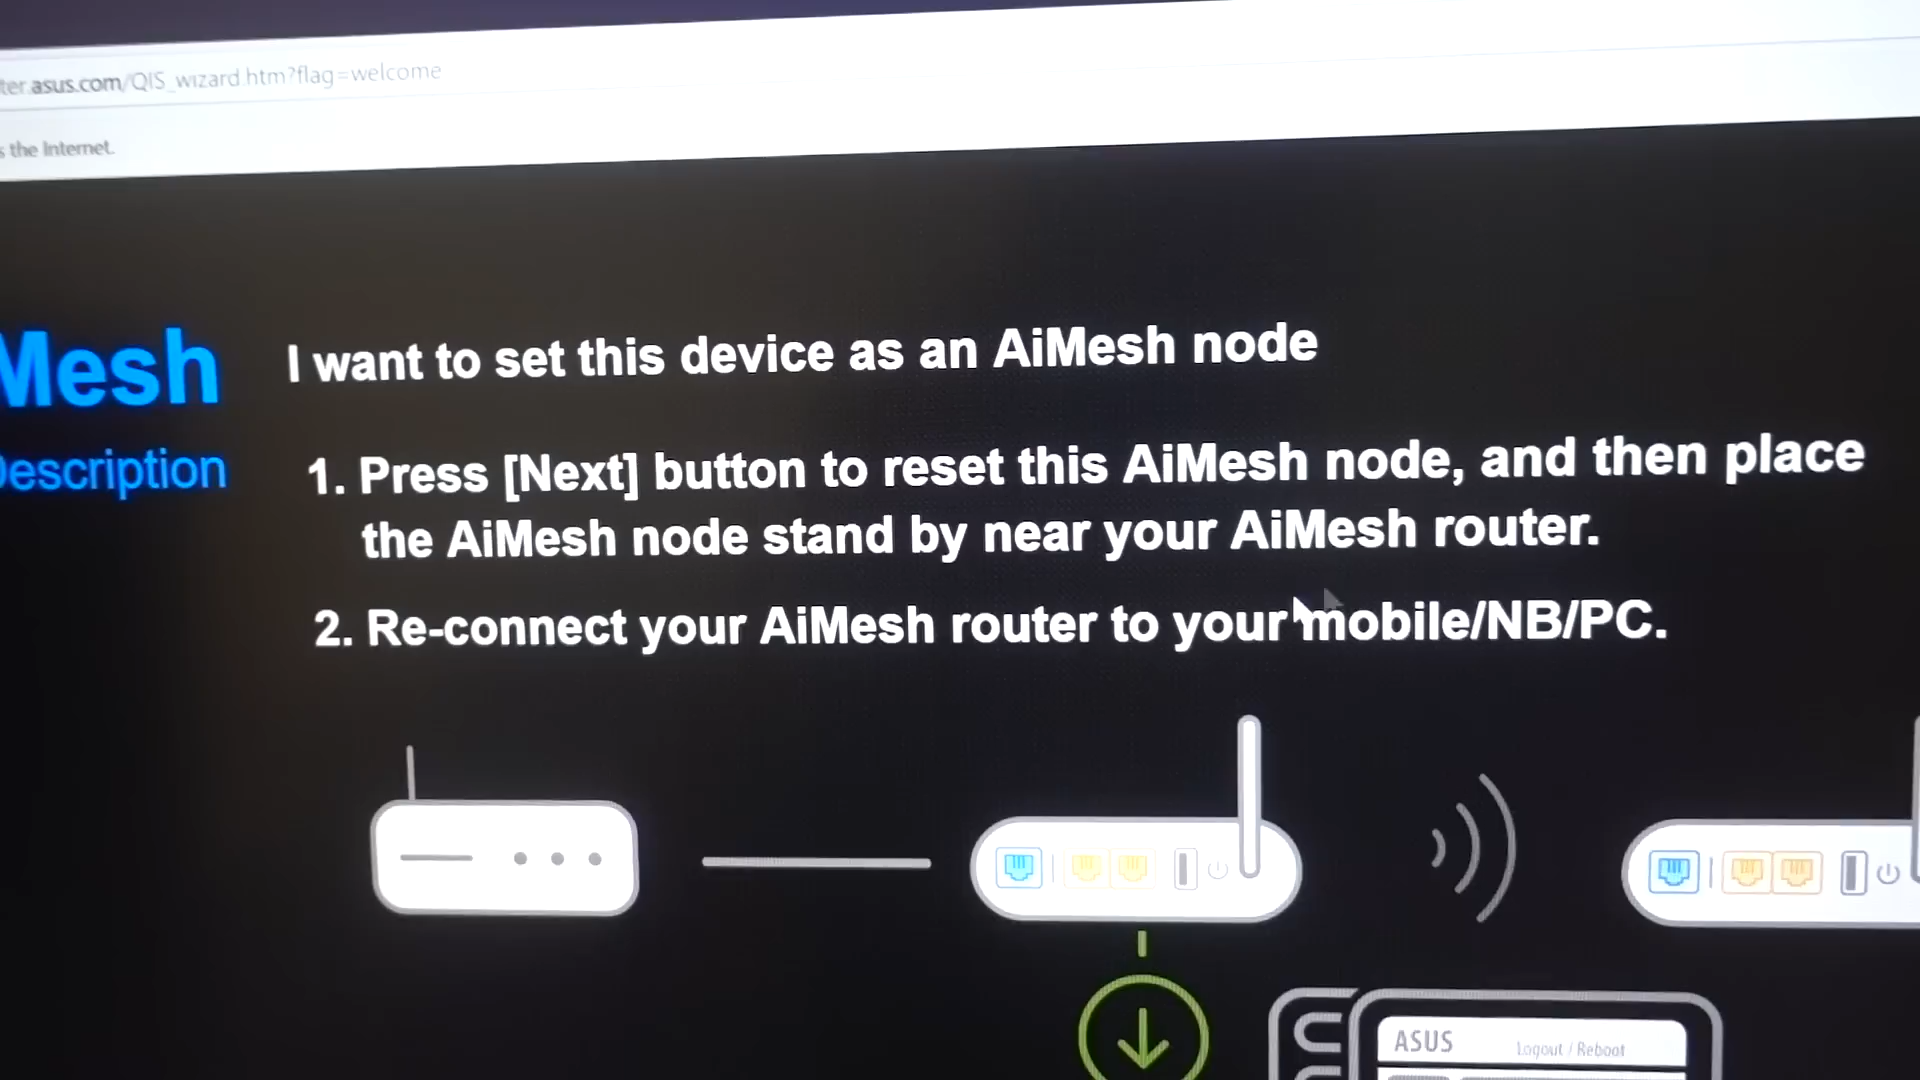 ter.asus.com/QIS_wizard.htm?flag=welcome
s the Internet.
Mesh
Description
I want to set this device as an AiMesh node
1. Press [Next] button to reset this AiMesh node, and then place
the AiMesh node stand by near your AiMesh router.
2. Re-connect your AiMesh router to your mobile/NB/PC.
ASUS
Logout / Reboot